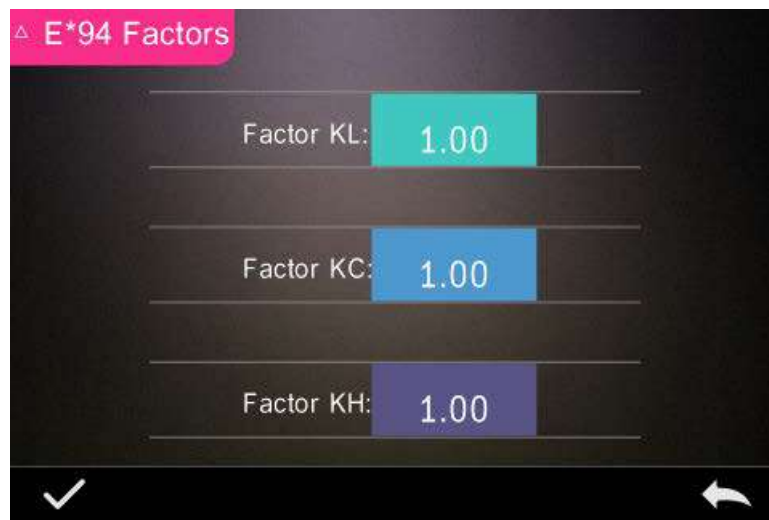 △ E*94 Factors
Factor KL: 1.00
Factor KC: 1.00
Factor KH: 1.00